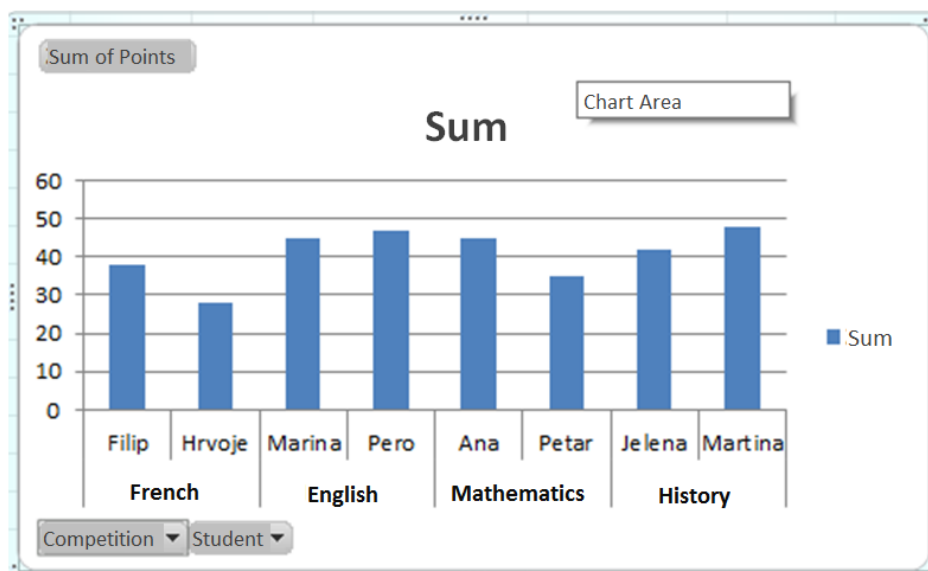 Sum of Points
Chart Area
Sum
60
50
40
30
20
10
0
Sum
Filip Hrvoje Marina Pero Ana Petar Jelena Martina
French English Mathematics History
Competition Student